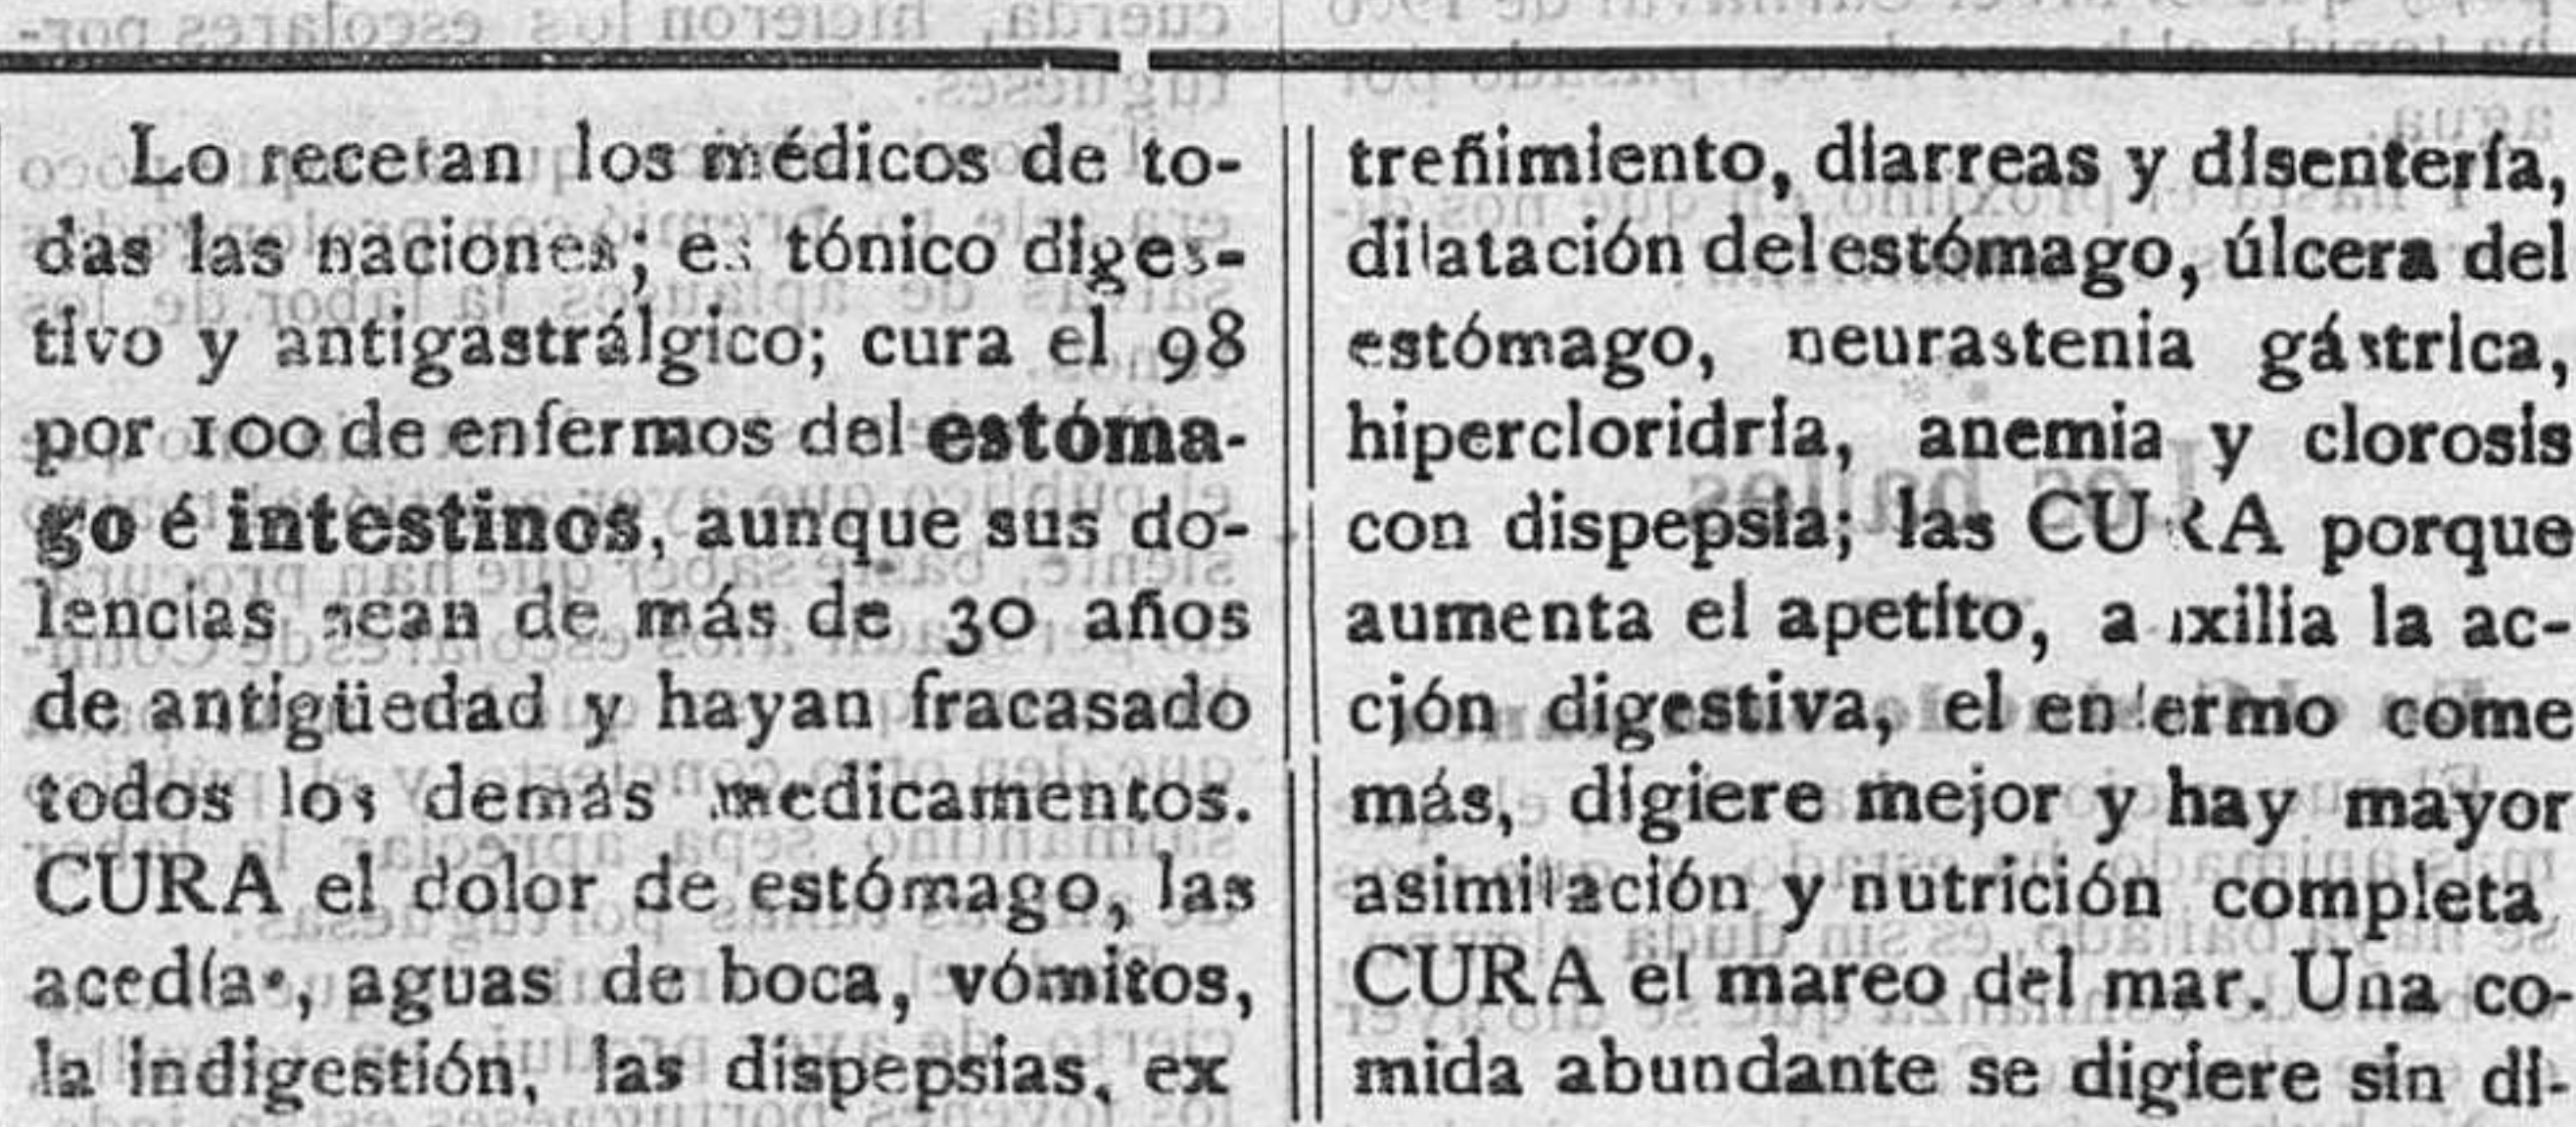 Lo recetan los médicos de to-
das las naciones; es tónico diges-
tivo y antigastrálgico; cura el 98
por 100 de enfermos del estóma-
go é intestinos, aunque sus do-
lencias sean de más de 30 años
de antigüedad y hayan fracasado
todos los demás medicamentos.
CURA el dolor de estómago, las
acedías, aguas de boca, vómitos,
la indigestión, las dispepsias, ex
treñimiento, diarreas y disentería,
dilatación del estómago, úlcera del
estómago, neurastenia gástrica,
hipercloridria, anemia y clorosis
con dispepsia; las CURA porque
aumenta el apetito, auxilia la ac-
ción digestiva, el enfermo come
más, digiere mejor y hay mayor
asimilación y nutrición completa.
CURA el mareo del mar. Una co-
mida abundante se digiere sin di-